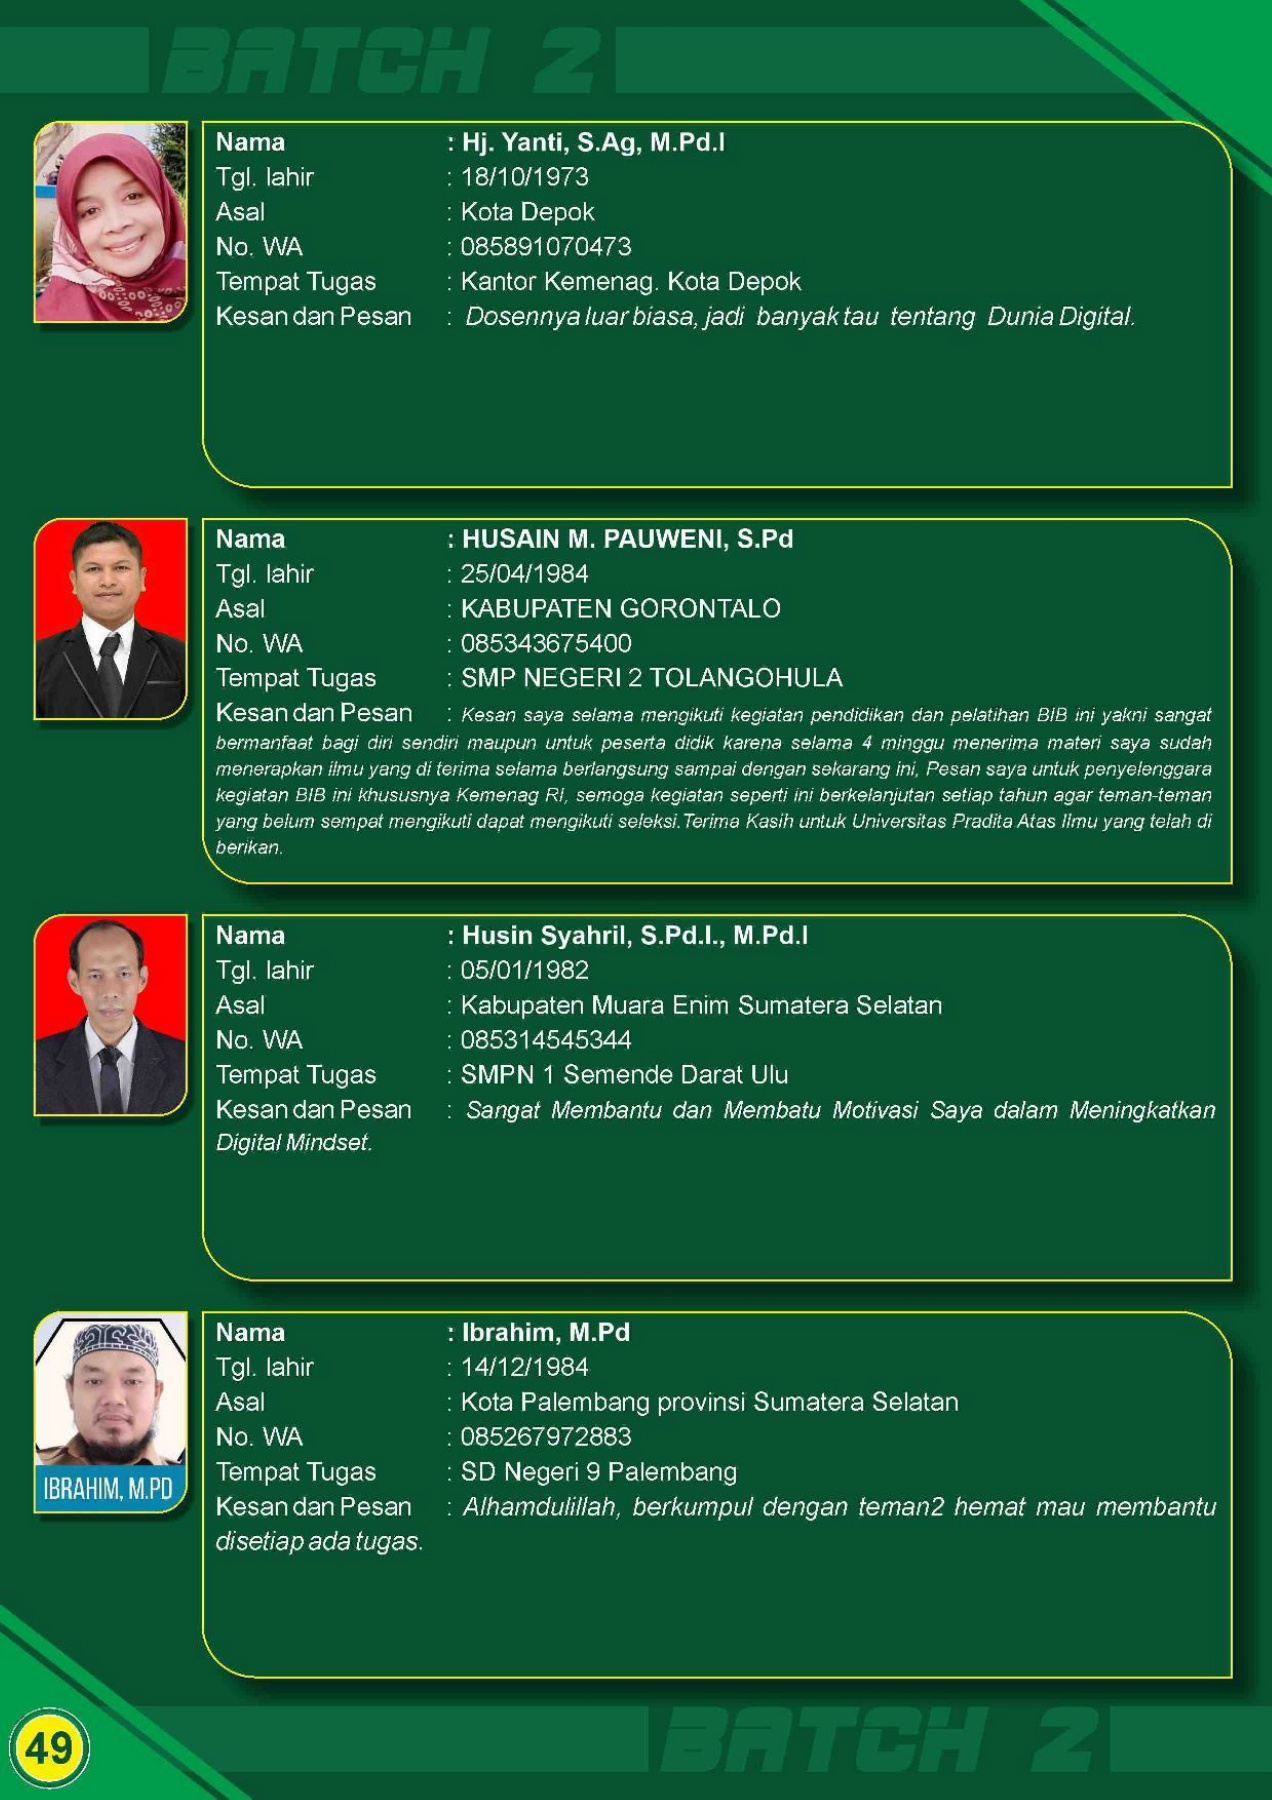 BATCH 2
Nama : Hj. Yanti, S.Ag, M.Pd.I
Tgl. lahir : 18/10/1973
Asal : Kota Depok
No. WA : 085891070473
Tempat Tugas : Kantor Kemenag. Kota Depok
Kesan dan Pesan : Dosennya luar biasa, jadi banyak tau tentang Dunia Digital.
Nama : HUSAIN M. PAUWENI, S.Pd
Tgl. lahir : 25/04/1984
Asal : KABUPATEN GORONTALO
No. WA : 085343675400
Tempat Tugas : SMP NEGERI 2 TOLANGOHULA
Kesan dan Pesan : Kesan saya selama mengikuti kegiatan pendidikan dan pelatihan BIB ini yakni sangat
bermanfaat bagi diri sendiri maupun untuk peserta didik karena selama 4 minggu menerima materi saya sudah
menerapkan ilmu yang di terima selama berlangsung sampai dengan sekarang ini, Pesan saya untuk penyelenggara
kegiatan BIB ini khususnya Kemenag RI, semoga kegiatan seperti ini berkelanjutan setiap tahun agar teman-teman
yang belum sempat mengikuti dapat mengikuti seleksi. Terima Kasih untuk Universitas Pradita Atas Ilmu yang telah di
berikan.
Nama : Husin Syahril, S.Pd.I., M.Pd.I
Tgl. lahir : 05/01/1982
Asal : Kabupaten Muara Enim Sumatera Selatan
No. WA : 085314545344
Tempat Tugas : SMPN 1 Semende Darat Ulu
Kesan dan Pesan : Sangat Membantu dan Membatu Motivasi Saya dalam Meningkatkan
Digital Mindset.
IBRAHIM, M.PD
Nama : Ibrahim, M.Pd
Tgl. lahir : 14/12/1984
Asal : Kota Palembang provinsi Sumatera Selatan
No. WA : 085267972883
Tempat Tugas : SD Negeri 9 Palembang
Kesan dan Pesan : Alhamdulillah, berkumpul dengan teman2 hemat mau membantu
disetiap ada tugas.
49
BATCH 2